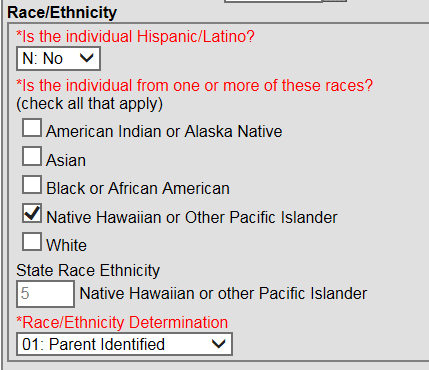 Race/Ethnicity
*Is the individual Hispanic/Latino?
N: No
*Is the individual from one or more of these races?
(check all that apply)
American Indian or Alaska Native
Asian
Black or African American
Native Hawaiian or Other Pacific Islander
White
State Race Ethnicity
5 Native Hawaiian or other Pacific Islander
*Race/Ethnicity Determination
01: Parent Identified